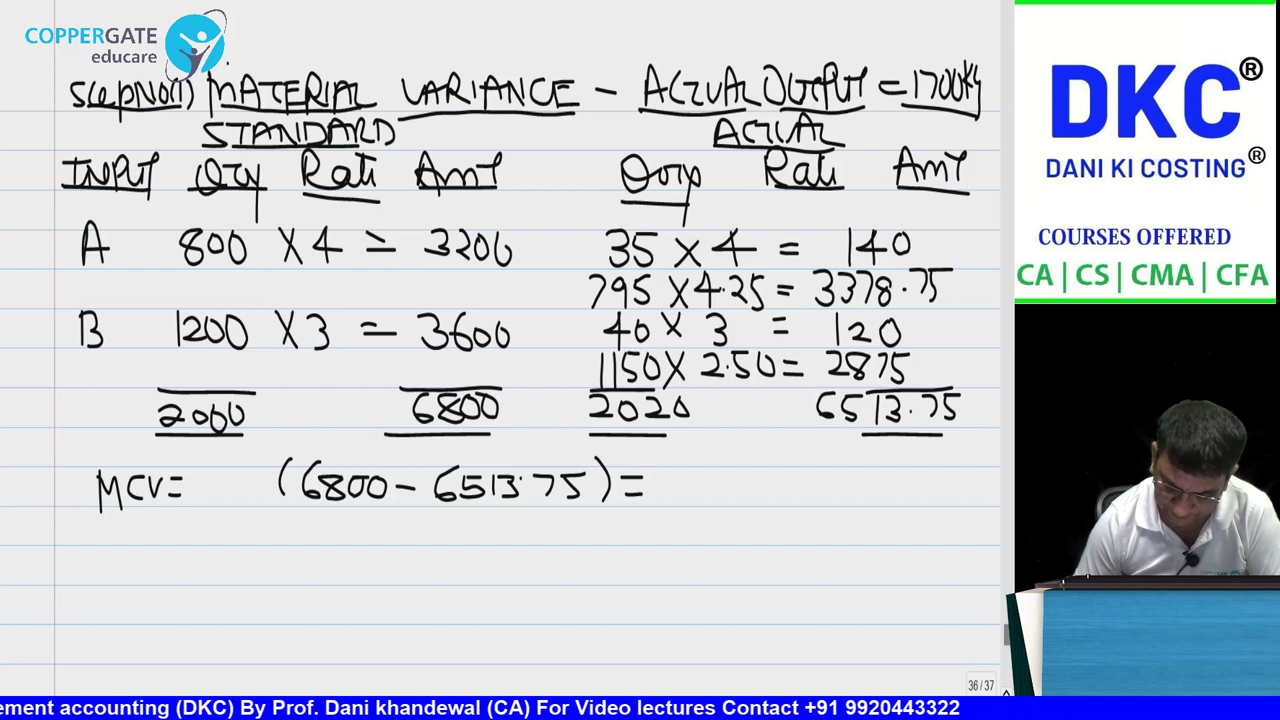 COPPERGATE
educare
Step No(1) MATERIAL VARIANCE - ACTUAL OUTPUT = 1700Kg
STANDARD ACTUAL
INPUT Qty Rate Amt Qty Rate Amt
A 800 X 4 = 3200 35 X 4 = 140
795 X 4.25 = 3378.75
B 1200 X 3 = 3600 40 X 3 = 120
1150 X 2.50 = 2875
2000 6800 2020 6513.75
MCV= (6800 - 6513.75) =
36/37
DKC®
DANI KI COSTING®
COURSES OFFERED
CA | CS | CMA | CFA
ement accounting (DKC) By Prof. Dani khandewal (CA) For Video lectures Contact +91 9920443322